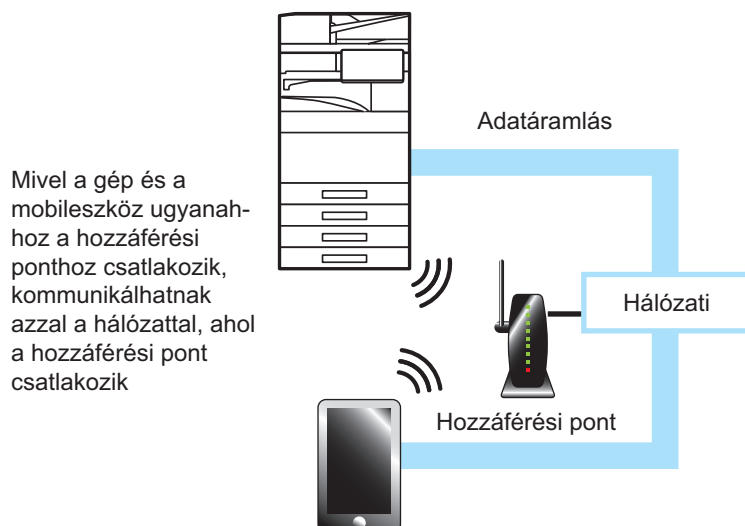 Adatáramlás
Mivel a gép és a
mobileszköz ugyanah-
hoz a hozzáférési
ponthoz csatlakozik,
kommunikálhatnak
azzal a hálózattal, ahol
a hozzáférési pont
csatlakozik
Hálózati
Hozzáférési pont